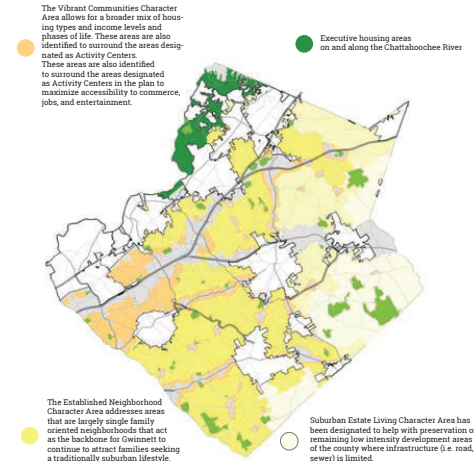 The Vibrant Communities Character
Area allows for a broader mix of hous-
ing types and income levels and
phases of life. These areas are also
identified to surround the areas desig-
nated as Activity Centers.
These areas are also identified
to surround the areas designated
as Activity Centers in the plan to
maximize accessibility to commerce,
jobs, and entertainment.
Executive housing areas
on and along the Chattahoochee River
The Established Neighborhood
Character Area addresses areas
that are largely single family
oriented neighborhoods that act
as the backbone for Gwinnett to
continue to attract families seeking
a traditionally suburban lifestyle.
Suburban Estate Living Character Area has
been designated to help with preservation o
remaining low intensity development areas
of the county where infrastructure (i.e. road,
sewer) is limited.